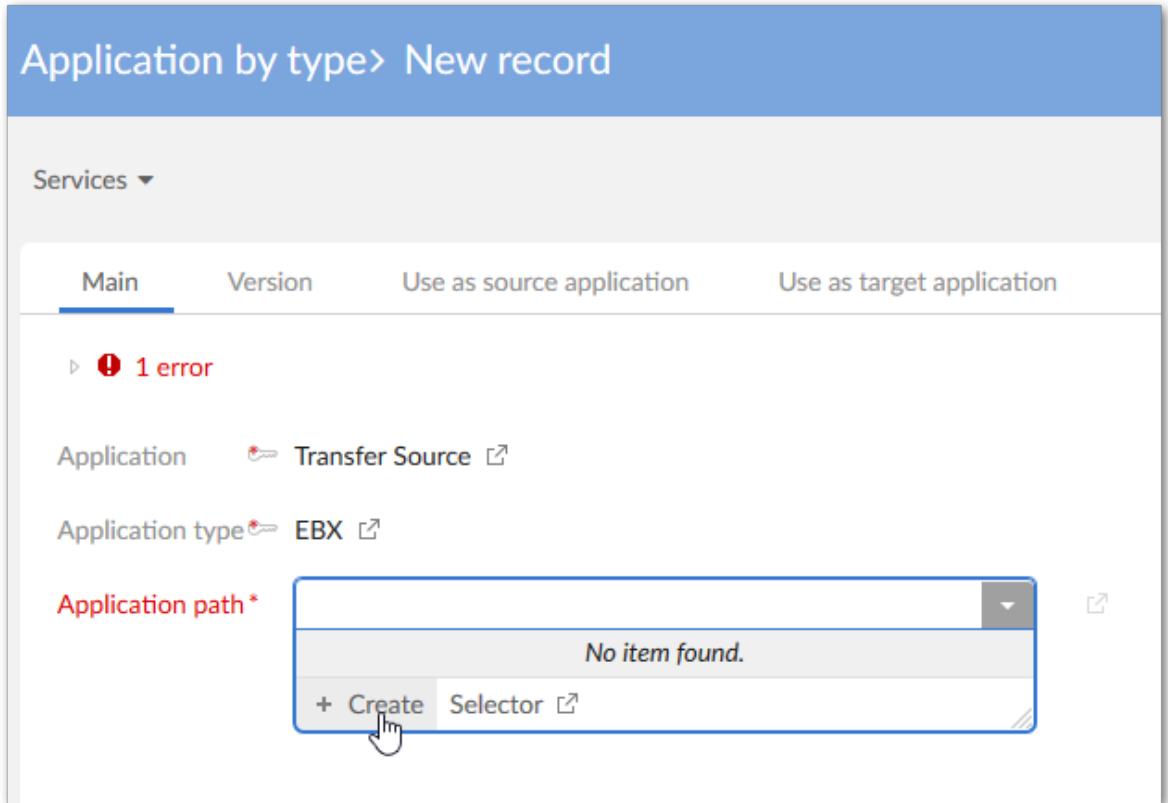 Application by type> New record
Services
Main Version Use as source application Use as target application
1 error
Application * Transfer Source
Application type * EBX
Application path *
No item found.
+ Create Selector